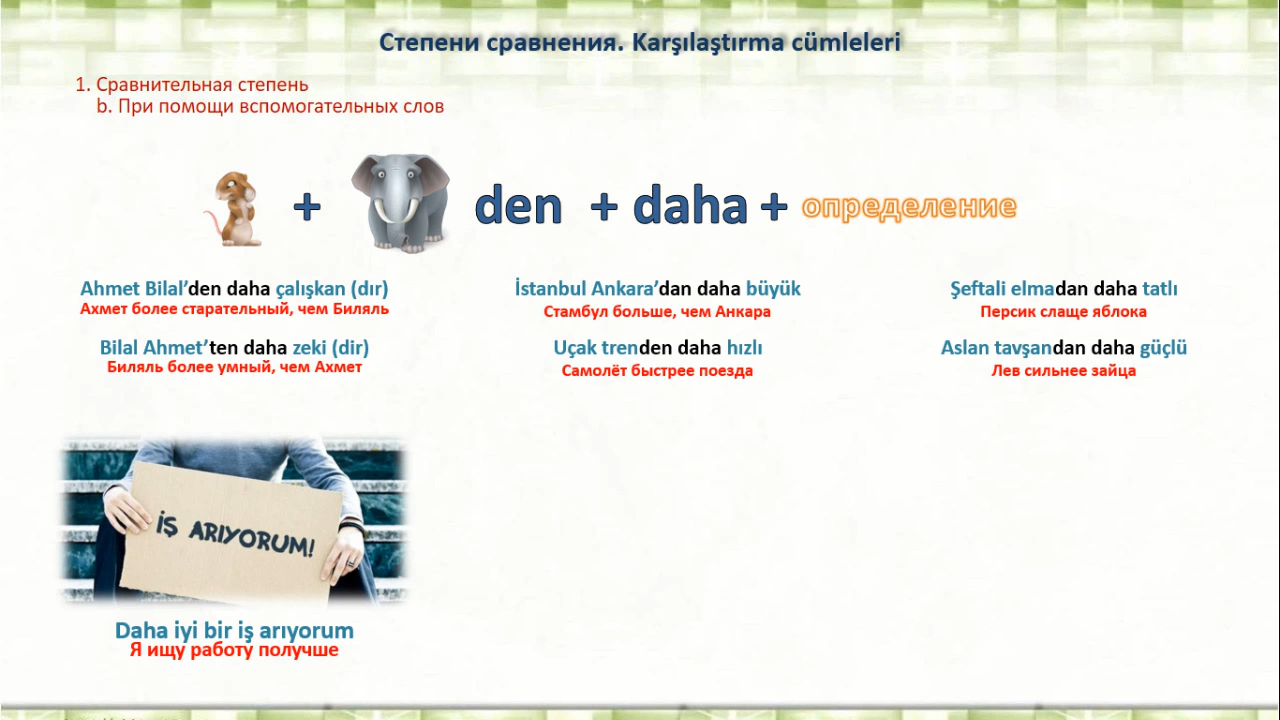 Степени сравнения. Karşılaştırma cümleleri
1. Сравнительная степень
b. При помощи вспомогательных слов
+ den + daha + определение
Ahmet Bilal’den daha çalışkan (dır)
Ахмет более старательный, чем Биляль
Bilal Ahmet’ten daha zeki (dir)
Биляль более умный, чем Ахмет
İstanbul Ankara’dan daha büyük
Стамбул больше, чем Анкара
Uçak trenden daha hızlı
Самолёт быстрее поезда
Şeftali elmadan daha tatlı
Персик слаще яблока
Aslan tavşandan daha güçlü
Лев сильнее зайца
İŞ ARIYORUM!
Daha iyi bir iş arıyorum
Я ищу работу получше